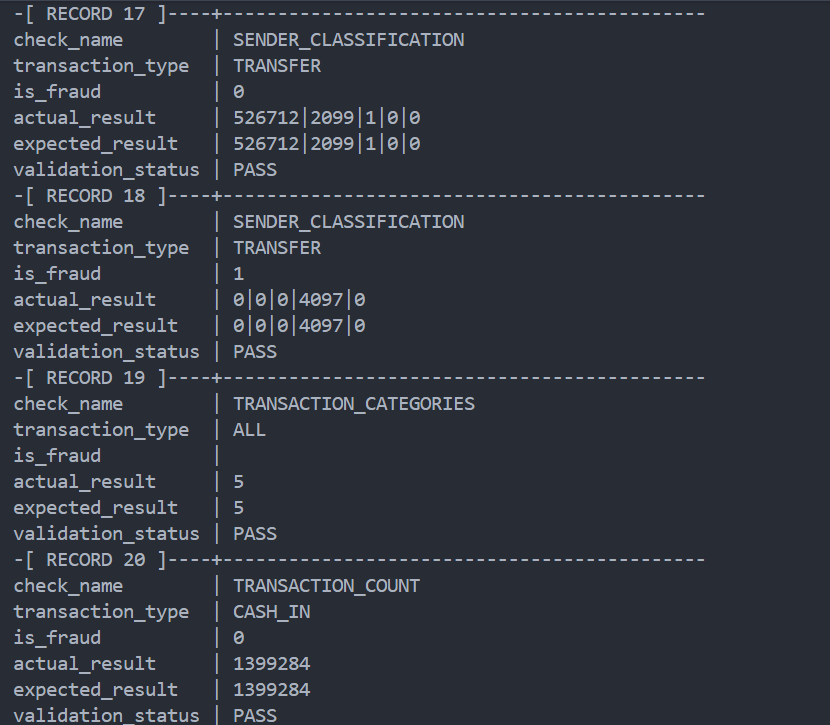 -[ RECORD 17 ]----+--------------------------------------------
check_name        | SENDER_CLASSIFICATION
transaction_type  | TRANSFER
is_fraud          | 0
actual_result     | 526712|2099|1|0|0
expected_result   | 526712|2099|1|0|0
validation_status | PASS
-[ RECORD 18 ]----+--------------------------------------------
check_name        | SENDER_CLASSIFICATION
transaction_type  | TRANSFER
is_fraud          | 1
actual_result     | 0|0|0|4097|0
expected_result   | 0|0|0|4097|0
validation_status | PASS
-[ RECORD 19 ]----+--------------------------------------------
check_name        | TRANSACTION_CATEGORIES
transaction_type  | ALL
is_fraud          |
actual_result     | 5
expected_result   | 5
validation_status | PASS
-[ RECORD 20 ]----+--------------------------------------------
check_name        | TRANSACTION_COUNT
transaction_type  | CASH_IN
is_fraud          | 0
actual_result     | 1399284
expected_result   | 1399284
validation_status | PASS